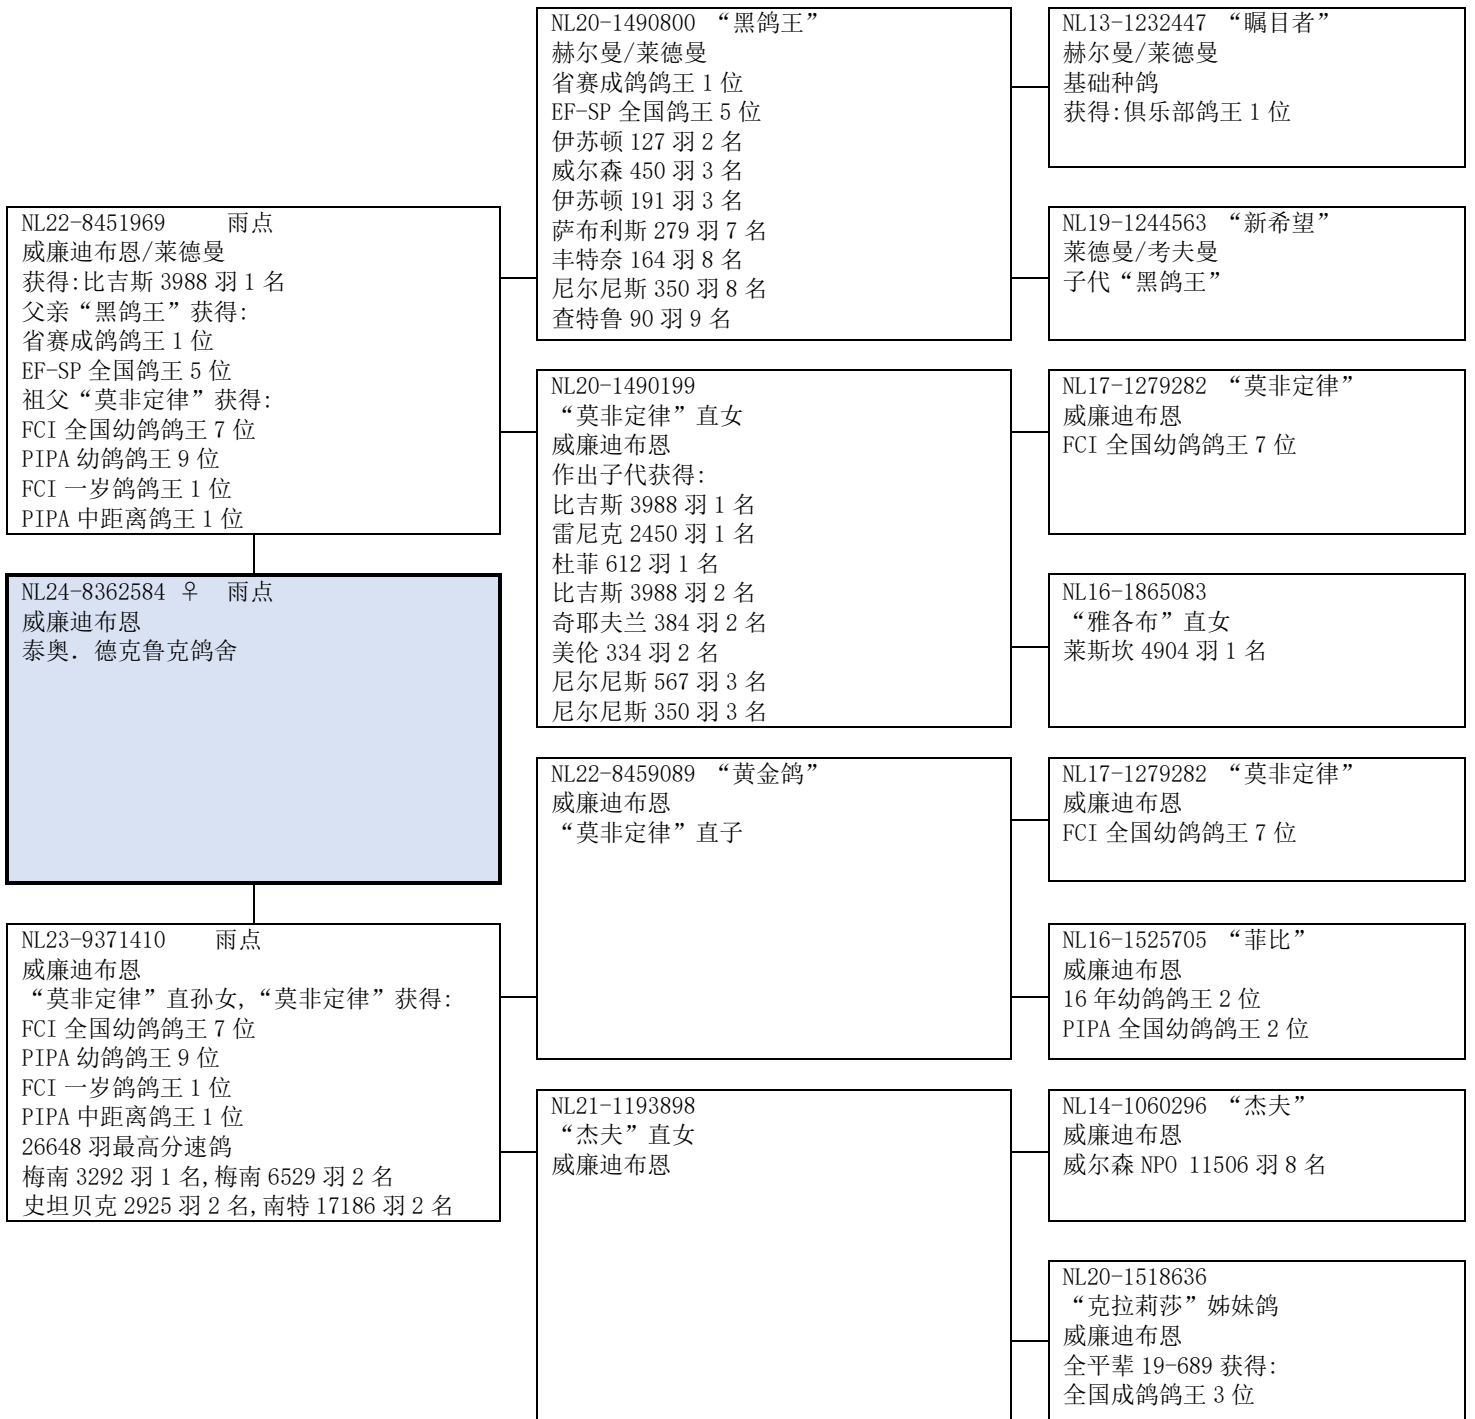 NL22-8451969 雨点
威廉迪布恩/莱德曼
获得:比吉斯 3988 羽 1 名
父亲“黑鸽王”获得:
省赛成鸽鸽王 1 位
EF-SP 全国鸽王 5 位
祖父“莫非定律”获得:
FCI 全国幼鸽鸽王 7 位
PIPA 幼鸽鸽王 9 位
FCI 一岁鸽鸽王 1 位
PIPA 中距离鸽王 1 位
NL24-8362584 ♀ 雨点
威廉迪布恩
泰奥．德克鲁克鸽舍
NL23-9371410 雨点
威廉迪布恩
“莫非定律”直孙女,“莫非定律”获得:
FCI 全国幼鸽鸽王 7 位
PIPA 幼鸽鸽王 9 位
FCI 一岁鸽鸽王 1 位
PIPA 中距离鸽王 1 位
26648 羽最高分速鸽
梅南 3292 羽 1 名,梅南 6529 羽 2 名
史坦贝克 2925 羽 2 名,南特 17186 羽 2 名
NL20-1490800 “黑鸽王”
赫尔曼/莱德曼
省赛成鸽鸽王 1 位
EF-SP 全国鸽王 5 位
伊苏顿 127 羽 2 名
威尔森 450 羽 3 名
伊苏顿 191 羽 3 名
萨布利斯 279 羽 7 名
丰特奈 164 羽 8 名
尼尔尼斯 350 羽 8 名
查特鲁 90 羽 9 名
NL20-1490199
“莫非定律”直女
威廉迪布恩
作出子代获得:
比吉斯 3988 羽 1 名
雷尼克 2450 羽 1 名
杜菲 612 羽 1 名
比吉斯 3988 羽 2 名
奇耶夫兰 384 羽 2 名
美伦 334 羽 2 名
尼尔尼斯 567 羽 3 名
尼尔尼斯 350 羽 3 名
NL22-8459089 “黄金鸽”
威廉迪布恩
“莫非定律”直子
NL21-1193898
“杰夫”直女
威廉迪布恩
NL13-1232447 “瞩目者”
赫尔曼/莱德曼
基础种鸽
获得:俱乐部鸽王 1 位
NL19-1244563 “新希望”
莱德曼/考夫曼
子代“黑鸽王”
NL17-1279282 “莫非定律”
威廉迪布恩
FCI 全国幼鸽鸽王 7 位
NL16-1865083
“雅各布”直女
莱斯坎 4904 羽 1 名
NL17-1279282 “莫非定律”
威廉迪布恩
FCI 全国幼鸽鸽王 7 位
NL16-1525705 “菲比”
威廉迪布恩
16 年幼鸽鸽王 2 位
PIPA 全国幼鸽鸽王 2 位
NL14-1060296 “杰夫”
威廉迪布恩
威尔森 NPO 11506 羽 8 名
NL20-1518636
“克拉莉莎”姊妹鸽
威廉迪布恩
全平辈 19-689 获得:
全国成鸽鸽王 3 位